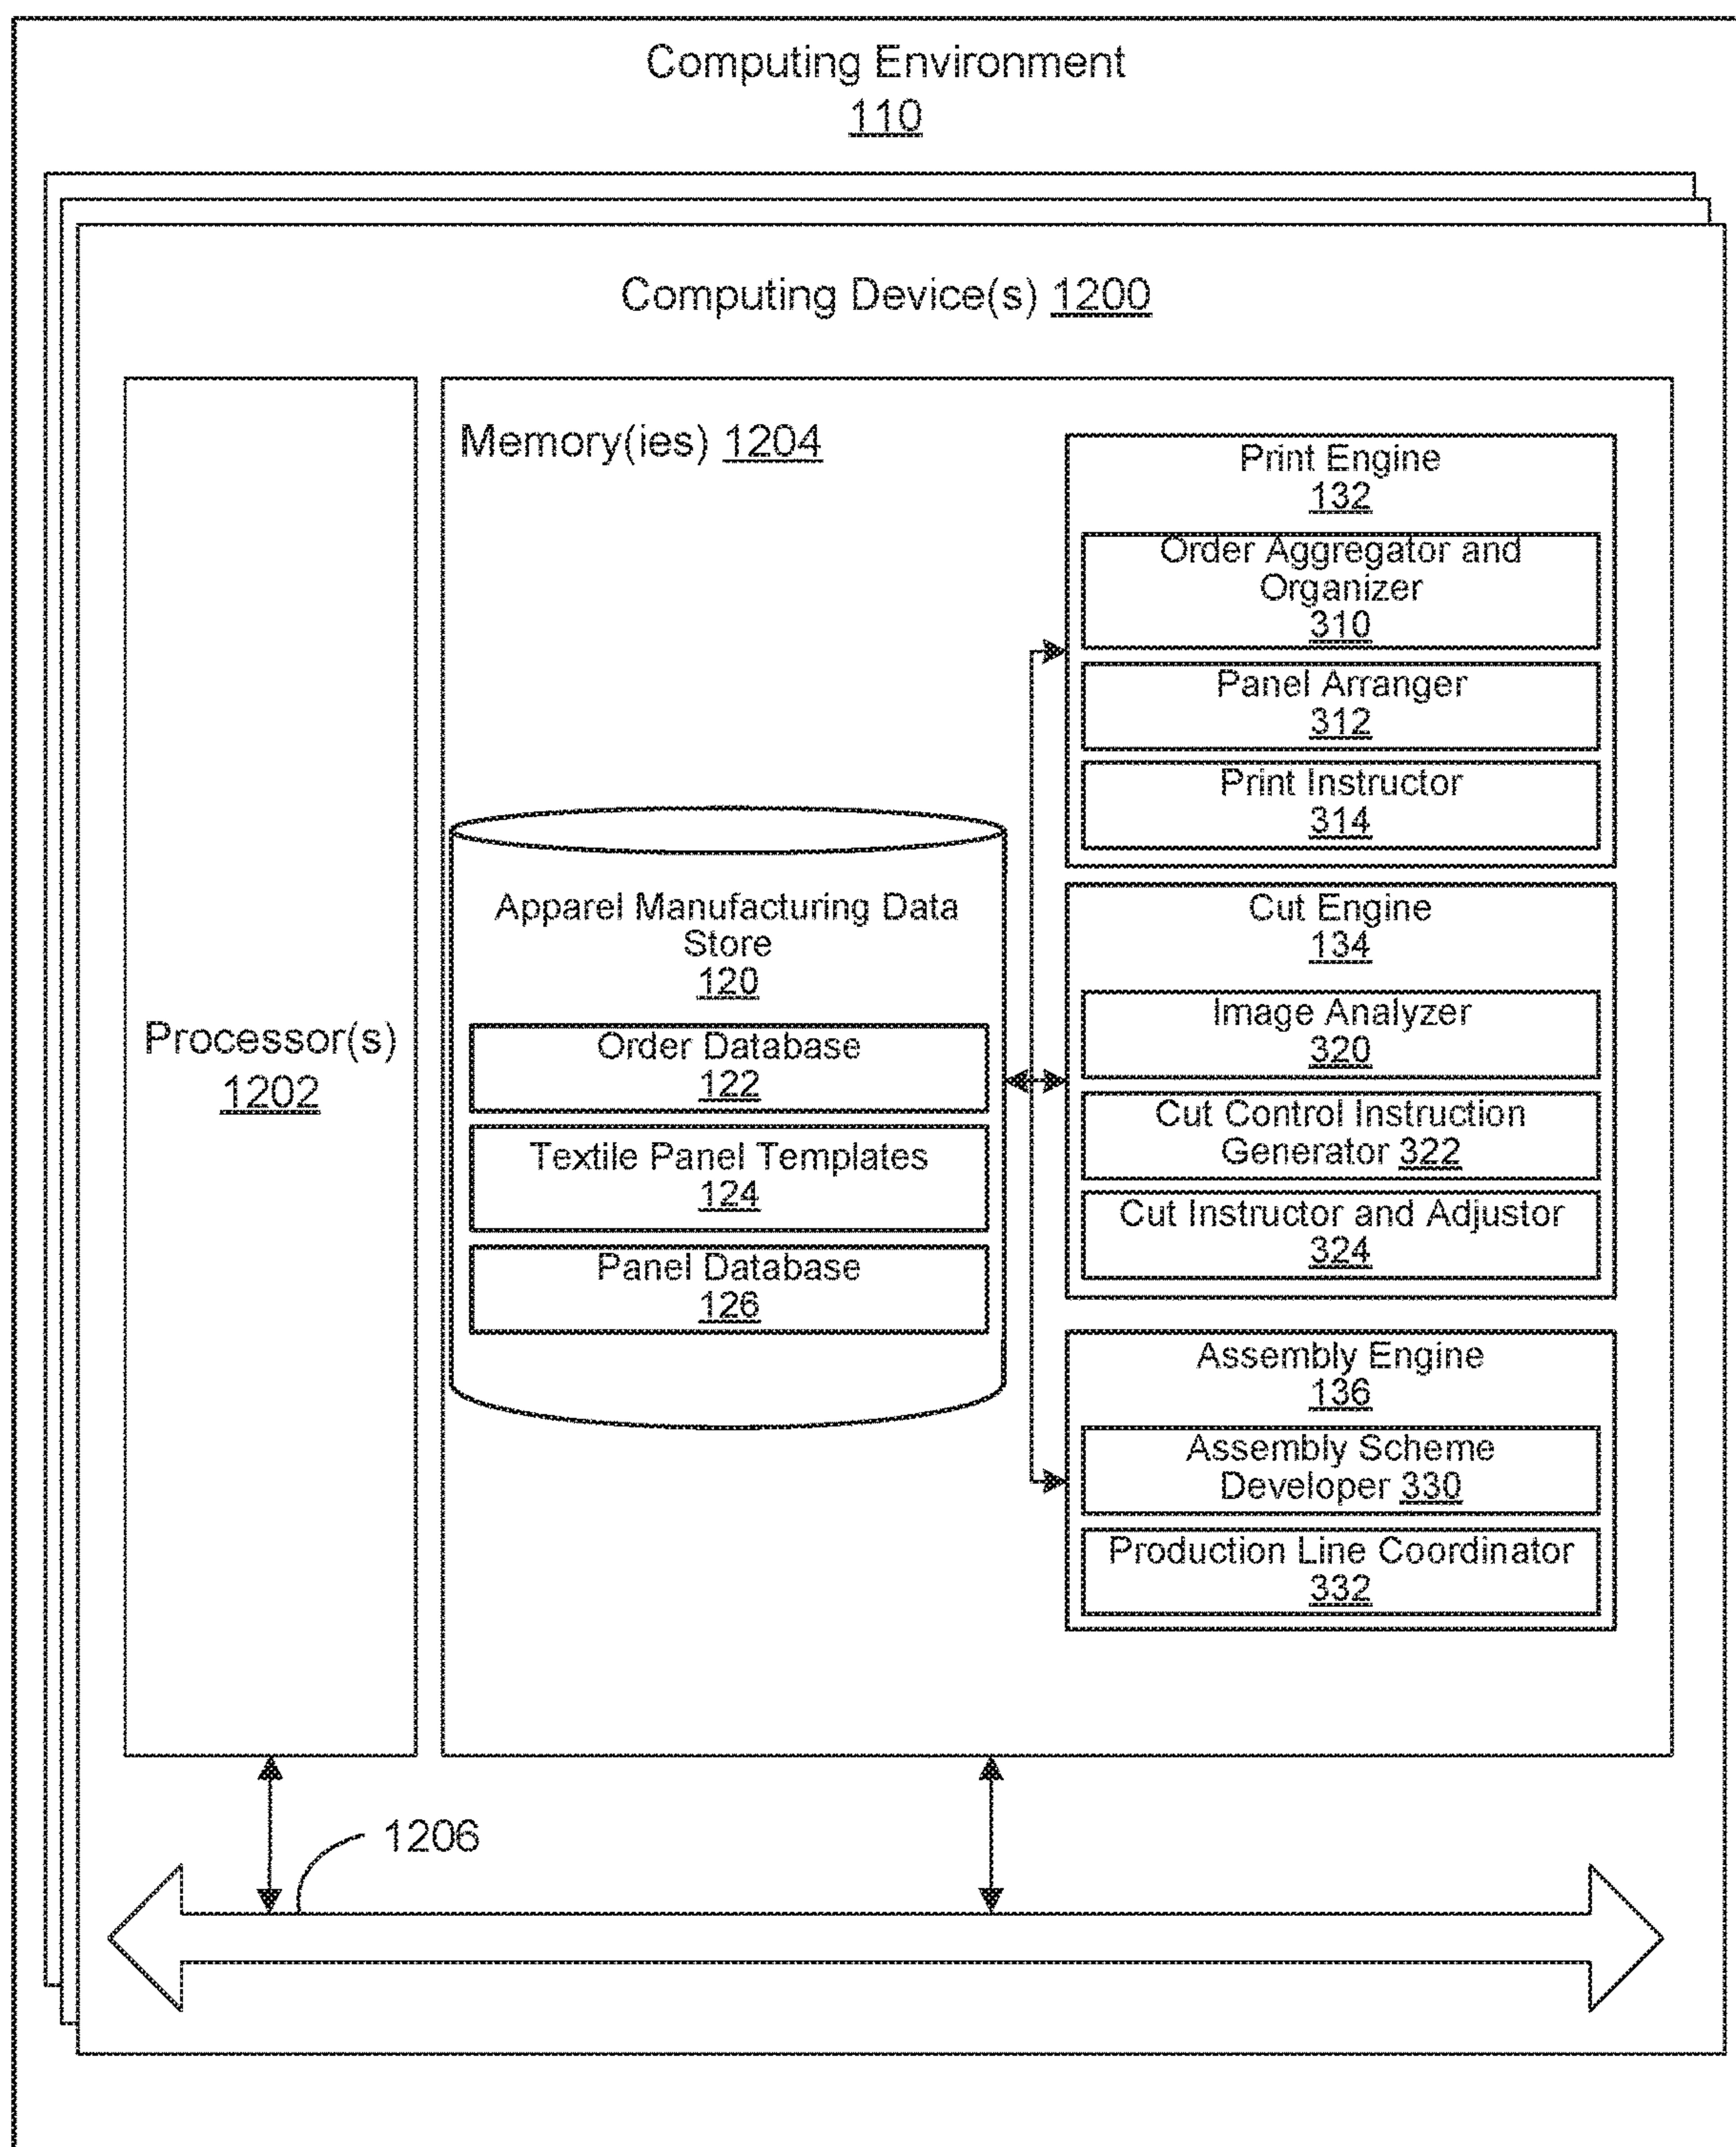 Computing Environment
110
Computing Device(s) 1200
Processor(s)
1202
Memory(ies) 1204
Apparel Manufacturing Data
Store
120
Order Database
122
Textile Panel Templates
124
Panel Database
126
Print Engine
132
Order Aggregator and
Organizer
310
Panel Arranger
312
Print Instructor
314
Cut Engine
134
Image Analyzer
320
Cut Control Instruction
Generator 322
Cut Instructor and Adjustor
324
Assembly Engine
136
Assembly Scheme
Developer 330
Production Line Coordinator
332
1206